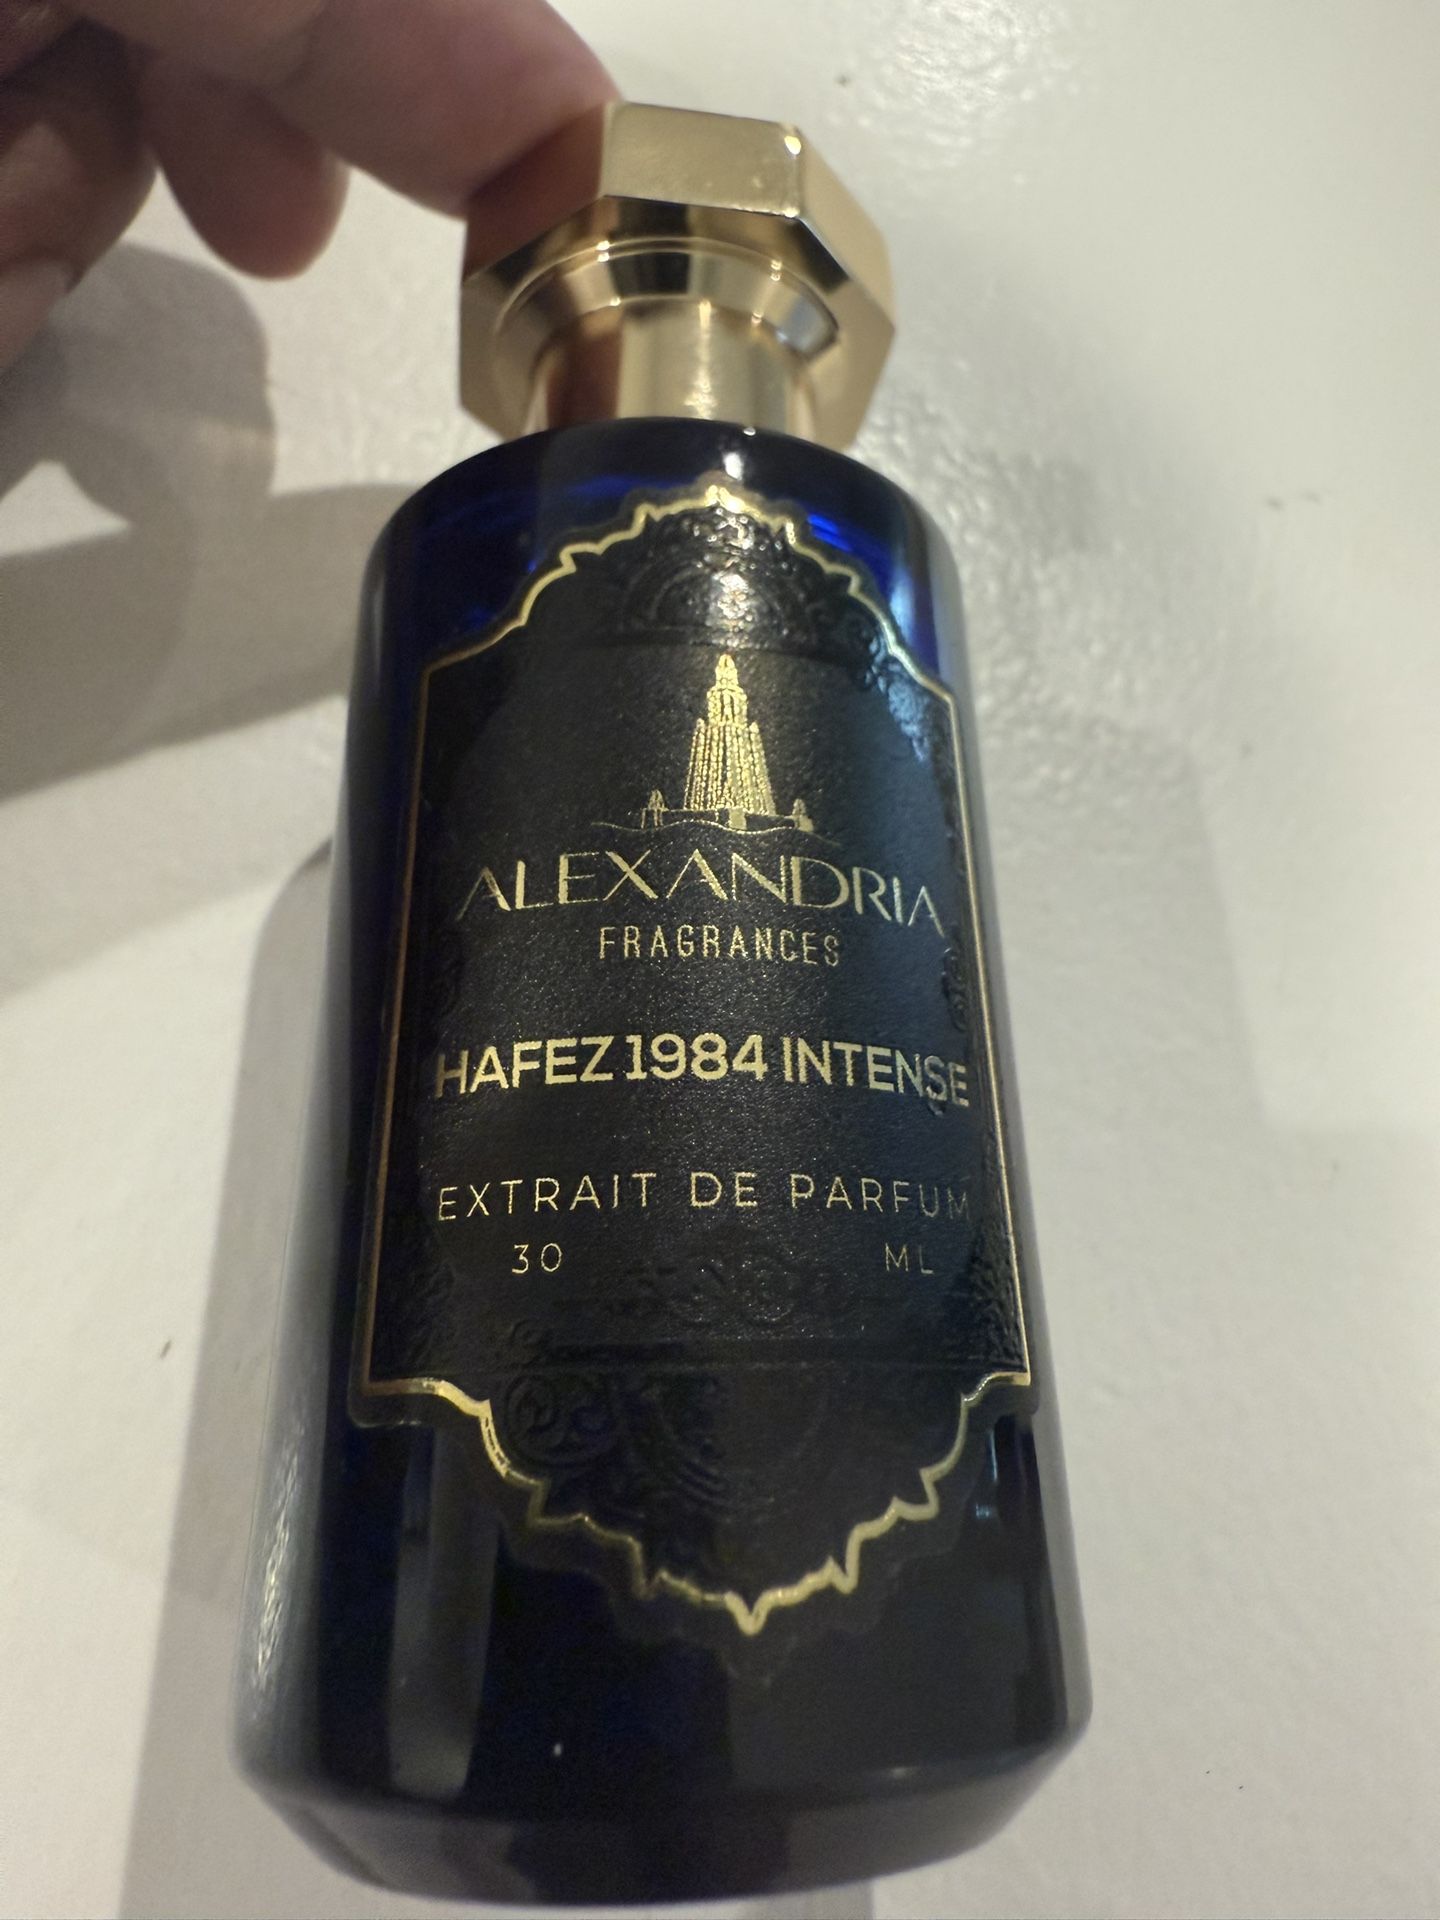 ALEXANDRIA
FRAGRANCES
HAFEZ 1984 INTENSE
EXTRAIT DE PARFUM
30 ML